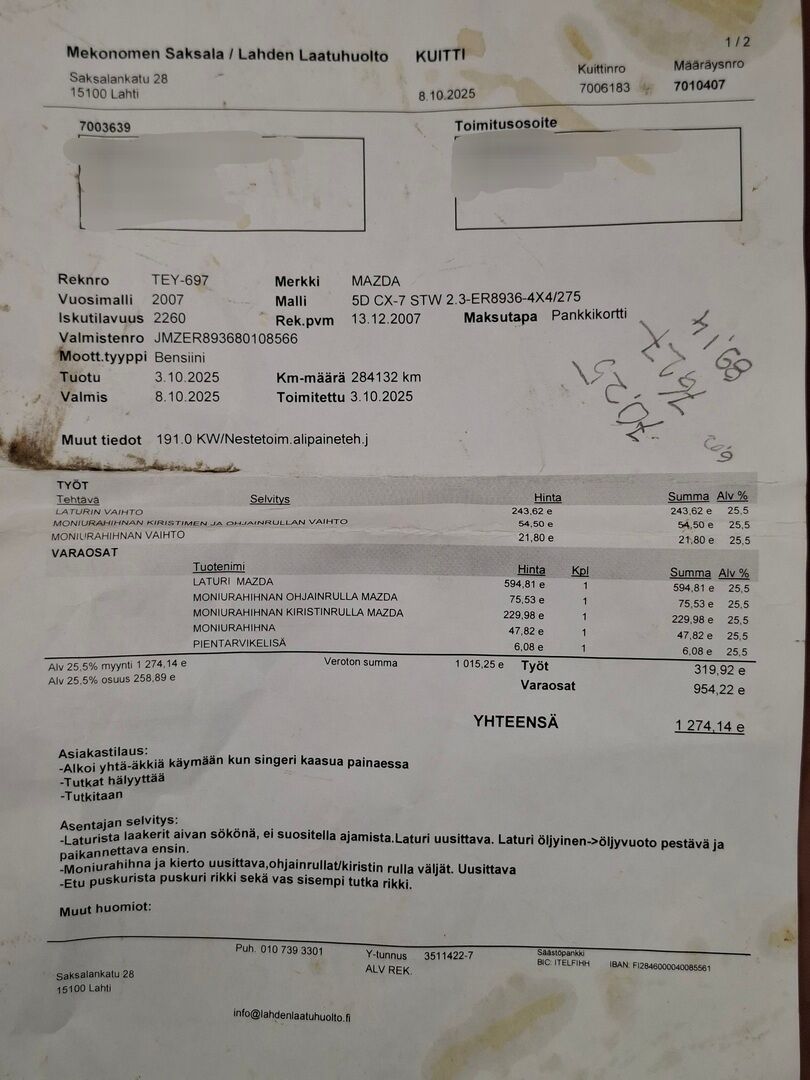 1 / 2
Mekonomen Saksala / Lahden Laatuhuolto KUITTI
Kuittinro Määräysnro
Saksalankatu 28
15100 Lahti 8.10.2025 7006183 7010407
7003639 Toimitusosoite
Reknro TEY-697 Merkki MAZDA
Vuosimalli 2007 Malli 5D CX-7 STW 2.3-ER8936-4X4/275
Iskutilavuus 2260 Rek.pvm 13.12.2007 Maksutapa Pankkikortti
Valmistenro JMZER893680108566
Moott.tyyppi Bensiini
Tuotu 3.10.2025 Km-määrä 284132 km
Valmis 8.10.2025 Toimitettu 3.10.2025
Muut tiedot 191.0 KW/Nestetoim.alipaineteh.j
TYÖT
Tehtävä Selvitys Hinta Summa Alv %
LATURIN VAIHTO 243,62 e 243,62 e 25,5
MONIURAHIHNAN KIRISTIMEN JA OHJAINRULLAN VAIHTO 54,50 e 54,50 e 25,5
MONIURAHIHNAN VAIHTO 21,80 e 21,80 e 25,5
VARAOSAT
Tuotenimi Hinta Kpl Summa Alv %
LATURI MAZDA 594,81 e 1 594,81 e 25,5
MONIURAHIHNAN OHJAINRULLA MAZDA 75,53 e 1 75,53 e 25,5
MONIURAHIHNAN KIRISTINRULLA MAZDA 229,98 e 1 229,98 e 25,5
MONIURAHIHNA 47,82 e 1 47,82 e 25,5
PIENTARVIKELISÄ 6,08 e 1 6,08 e 25,5
Alv 25,5% myynti 1 274,14 e Veroton summa 1 015,25 e Työt 319,92 e
Alv 25,5% osuus 258,89 e Varaosat 954,22 e
YHTEENSÄ 1 274,14 e
Asiakastilaus:
-Alkoi yhtä-äkkiä käymään kun singeri kaasua painaessa
-Tutkat hälyyttää
-Tutkitaan
Asentajan selvitys:
-Laturista laakerit aivan sökönä, ei suositella ajamista.Laturi uusittava. Laturi öljyinen->öljyvuoto pestävä ja
paikannettava ensin.
-Moniurahihna ja kierto uusittava,ohjainrullat/kiristin rulla väljät. Uusittava
-Etu puskurista puskuri rikki sekä vas sisempi tutka rikki.
Muut huomiot:
Puh. 010 739 3301 Y-tunnus 3511422-7 Säästöpankki
ALV REK. BIC: ITELFIHH IBAN: FI2846000040085561
Saksalankatu 28
15100 Lahti
info@lahdenlaatuhuolto.fi